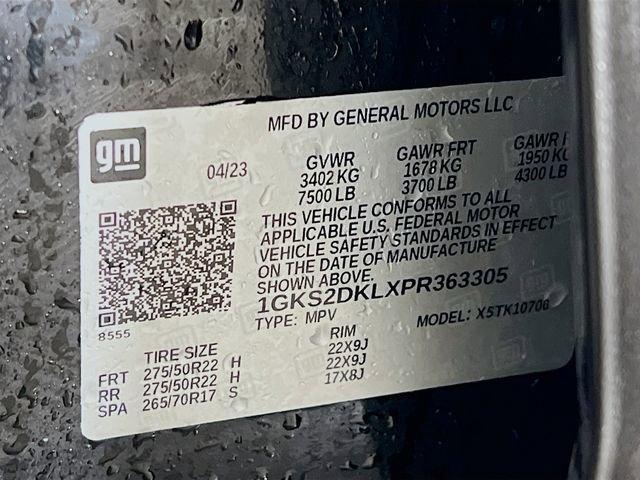 MFD BY GENERAL MOTORS LLC
gm
04/23
GVWR
3402 KG
7500 LB
GAWR FRT
1678 KG
3700 LB
GAWR
1950
4300 LB
THIS VEHICLE CONFORMS TO ALL
APPLICABLE U.S. FEDERAL MOTOR
VEHICLE SAFETY STANDARDS IN EFFECT
ON THE DATE OF MANUFACTURE
SHOWN ABOVE.
1GKS2DKLXPR363305
TYPE: MPV
MODEL: X5TK10706
8555
TIRE SIZE RIM
FRT 275/50R22 H 22X9J
RR 275/50R22 H 22X9J
SPA 265/70R17 S 17X8J